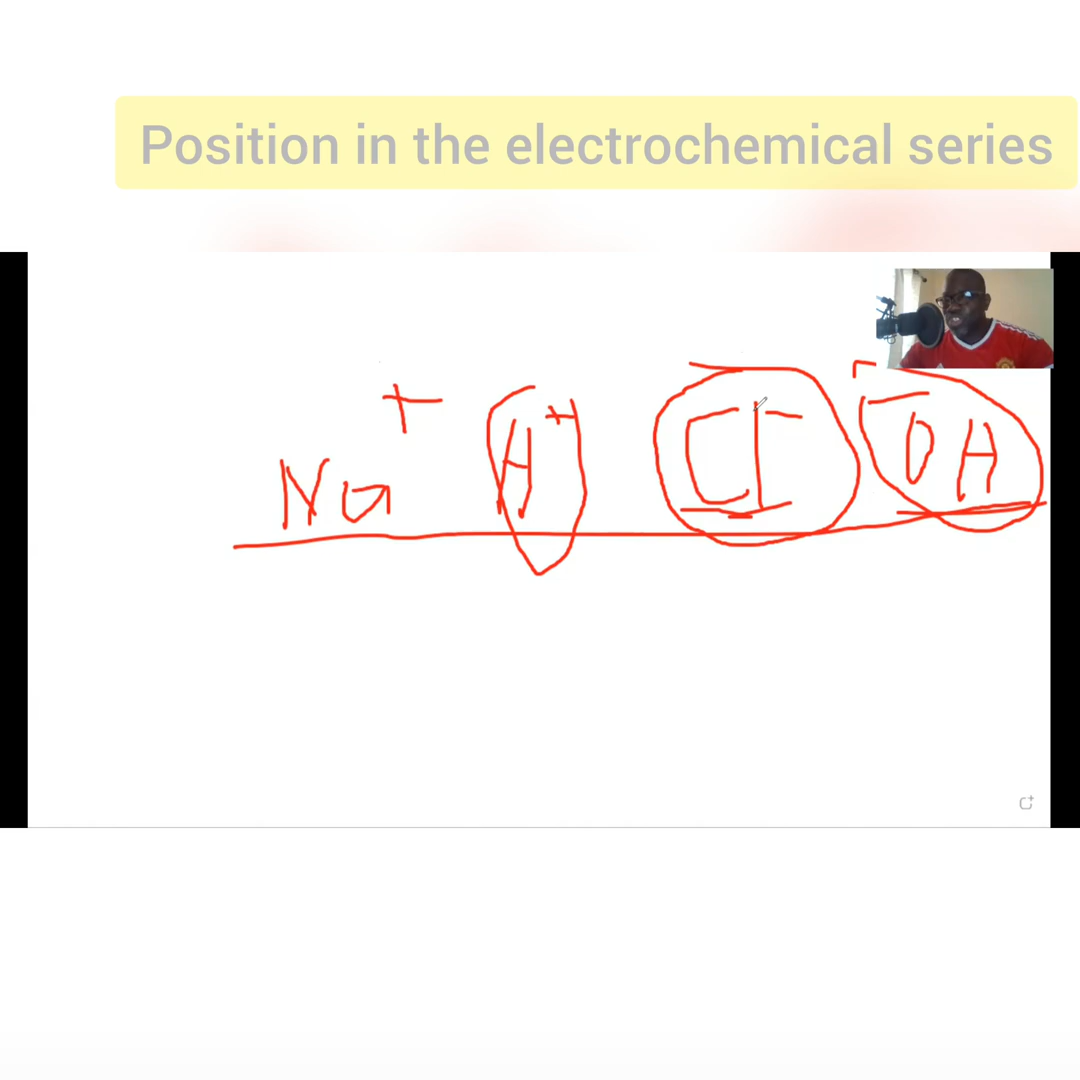 Position in the electrochemical series
Na⁺ H⁺ Cl⁻ ⁻OH